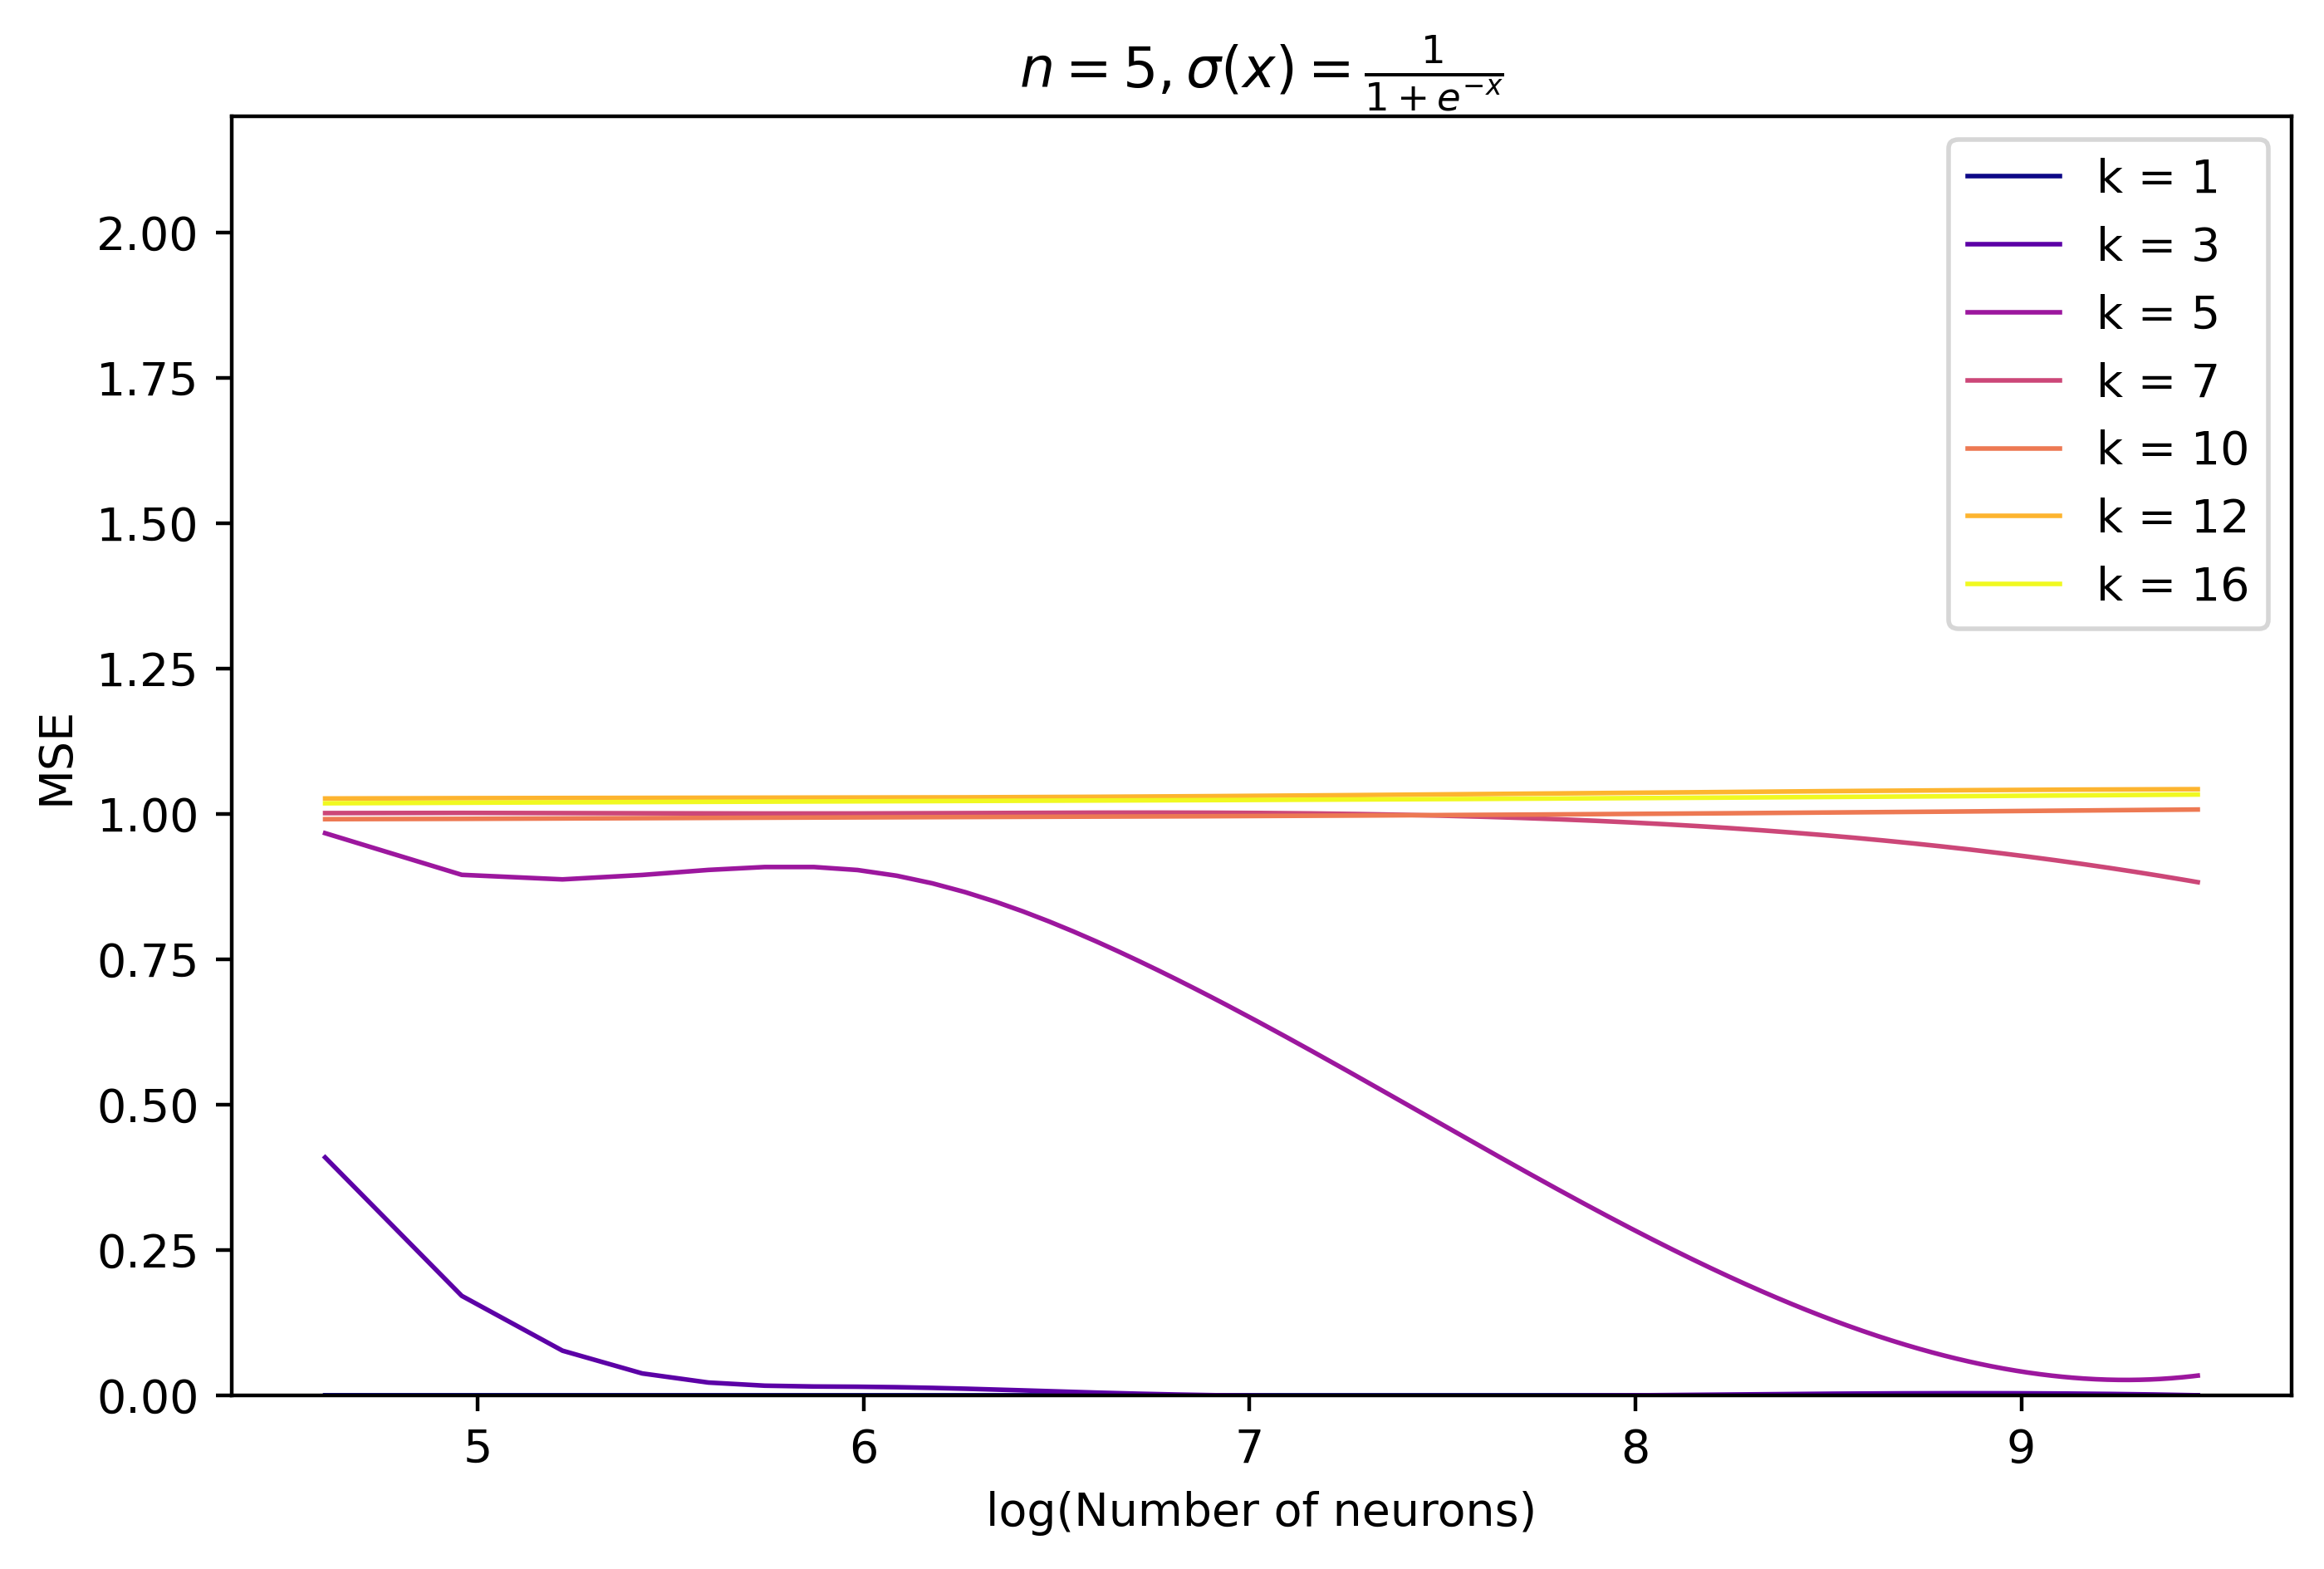 n = 5, σ(x) = 1/(1 + e^{-x})
k = 1
k = 3
k = 5
k = 7
k = 10
k = 12
k = 16
MSE
2.00
1.75
1.50
1.25
1.00
0.75
0.50
0.25
0.00
5 6 7 8 9
log(Number of neurons)